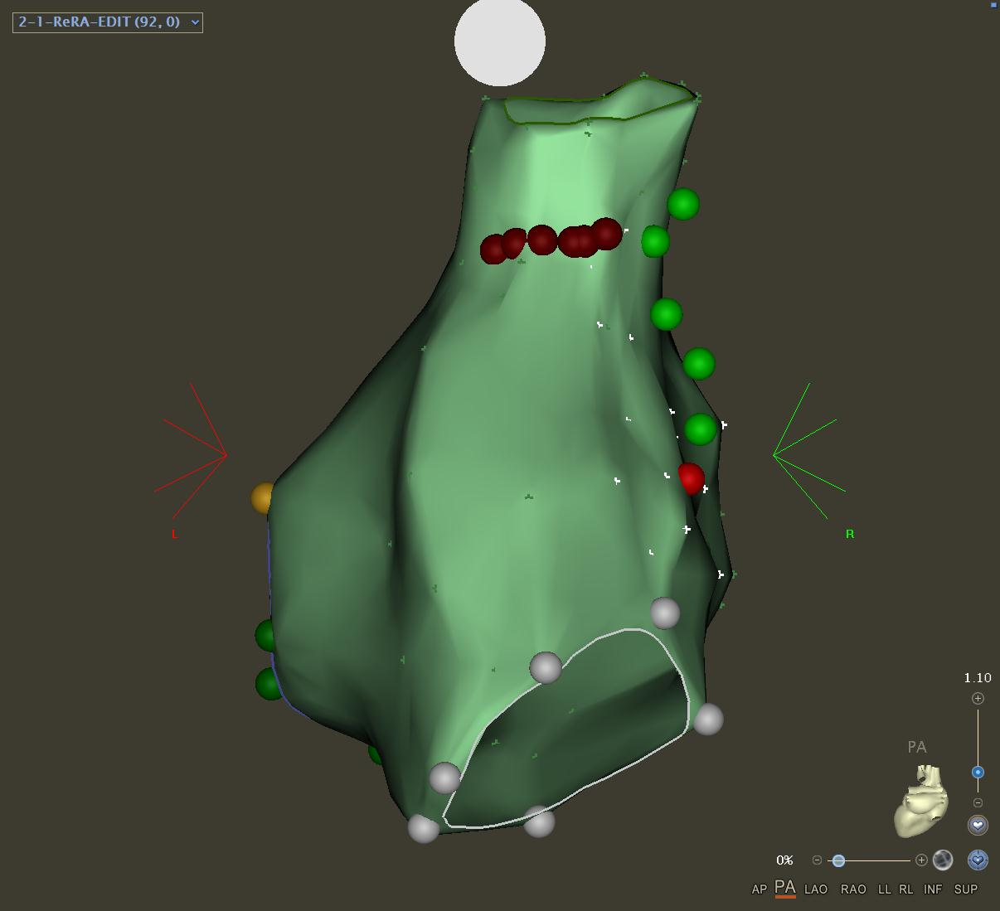 2-1-ReRA-EDIT (92, 0)
L
R
1.10
PA
0%
AP PA LAO RAO LL RL INF SUP